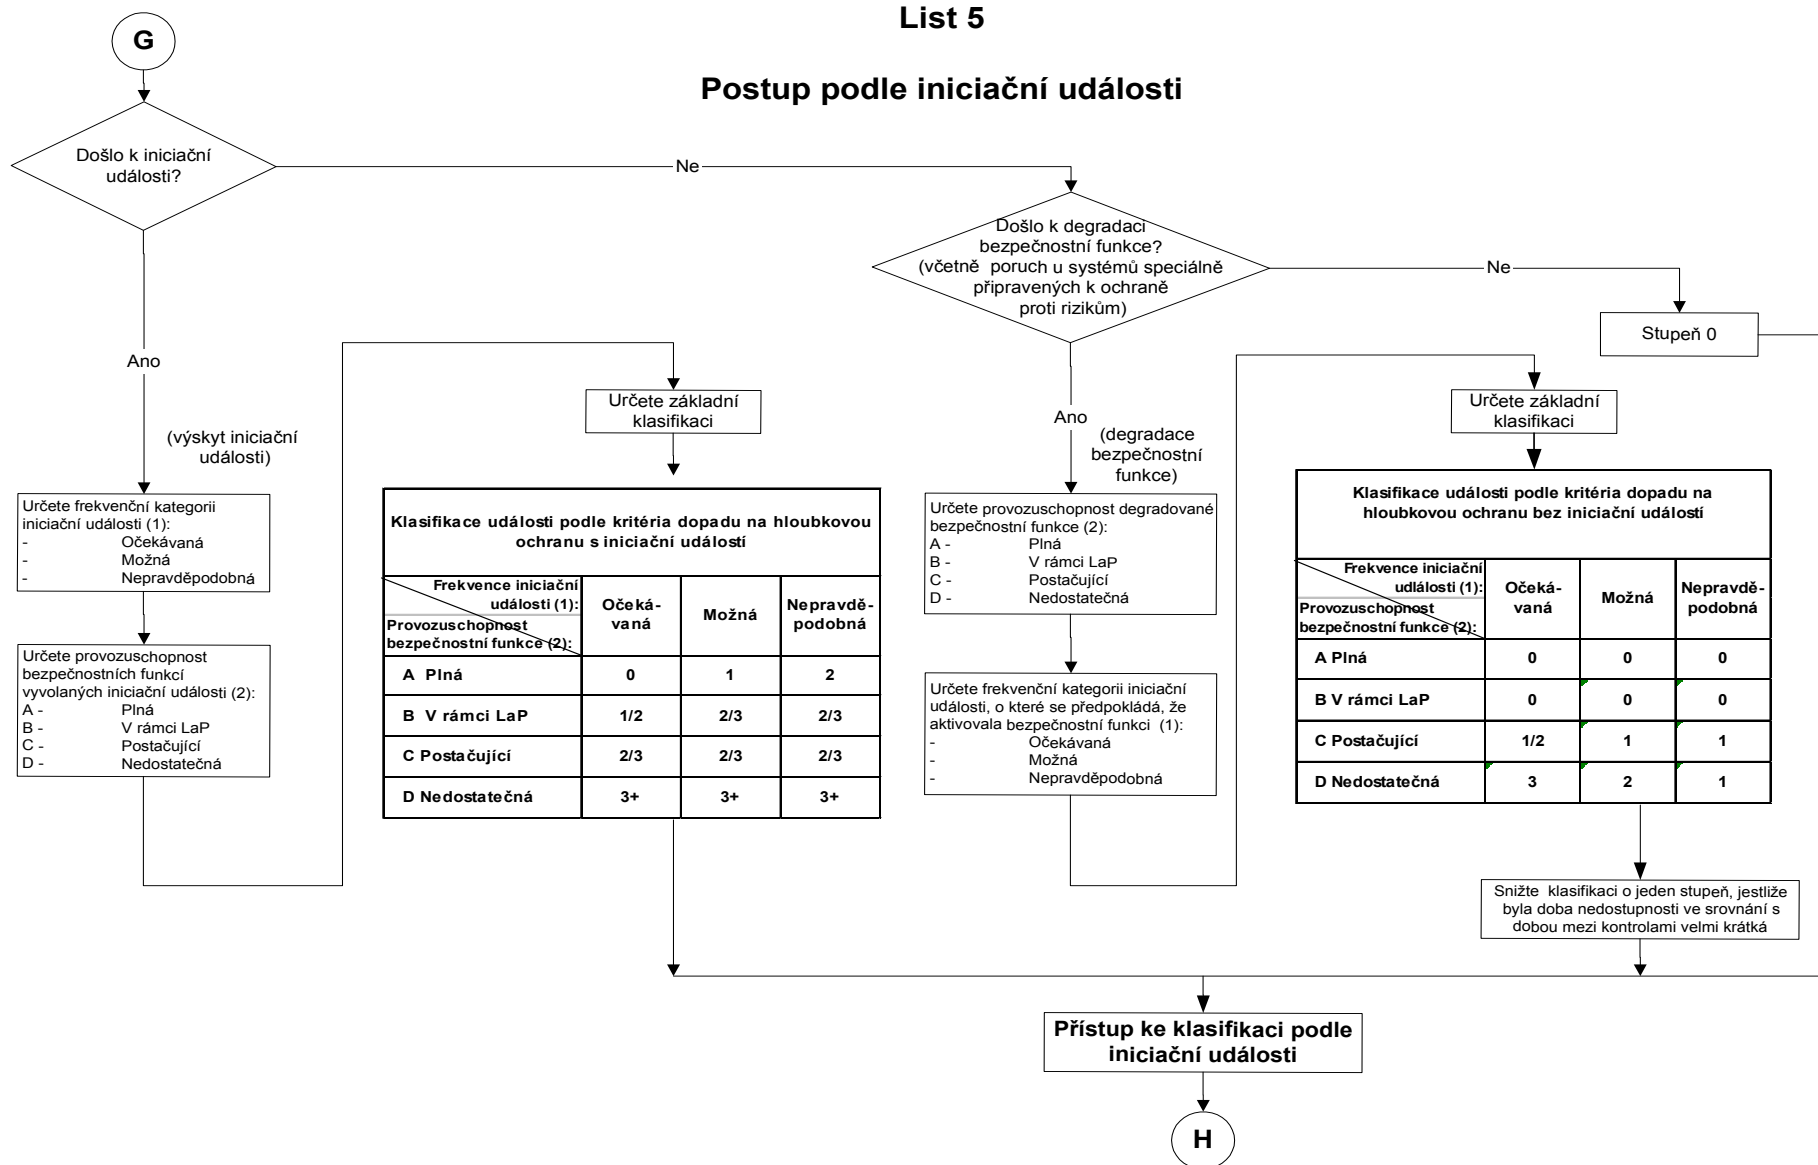 List 5
Postup podle iniciační události
G
Došlo k iniciační
události?
Ne
Došlo k degradaci
bezpečnostní funkce?
(včetně poruch u systémů speciálně
připravených k ochraně
proti rizikům)
Ne
Stupeň 0
Ano
(výskyt iniciační
události)
Určete frekvenční kategorii
iniciační události (1):
- Očekávaná
- Možná
- Nepravděpodobná
Určete provozuschopnost
bezpečnostních funkcí
vyvolaných iniciační události (2):
A - Plná
B - V rámci LaP
C - Postačující
D - Nedostatečná
Určete základní
klasifikaci
Klasifikace události podle kritéria dopadu na hloubkovou
ochranu s iniciační událostí
Frekvence iniciační
události (1):
Provozuschopnost
bezpečnostní funkce (2):
Očeká-
vaná
Možná
Nepravdě-
podobná
A Plná 0 1 2
B V rámci LaP 1/2 2/3 2/3
C Postačující 2/3 2/3 2/3
D Nedostatečná 3+ 3+ 3+
Ano
(degradace
bezpečnostní
funkce)
Určete provozuschopnost degradované
bezpečnostní funkce (2):
A - Plná
B - V rámci LaP
C - Postačující
D - Nedostatečná
Určete frekvenční kategorii iniciační
události, o které se předpokládá, že
aktivovala bezpečnostní funkci (1):
- Očekávaná
- Možná
- Nepravděpodobná
Určete základní
klasifikaci
Klasifikace události podle kritéria dopadu na
hloubkovou ochranu bez iniciační událostí
Frekvence iniciační
udlálosti (1):
Provozuschopnost
bezpečnostní funkce (2):
Očeká-
vaná
Možná
Nepravdě-
podobná
A Plná 0 0 0
B V rámci LaP 0 0 0
C Postačující 1/2 1 1
D Nedostatečná 3 2 1
Snižte klasifikaci o jeden stupeň, jestliže
byla doba nedostupnosti ve srovnání s
dobou mezi kontrolami velmi krátká
Přístup ke klasifikaci podle
iniciační události
H